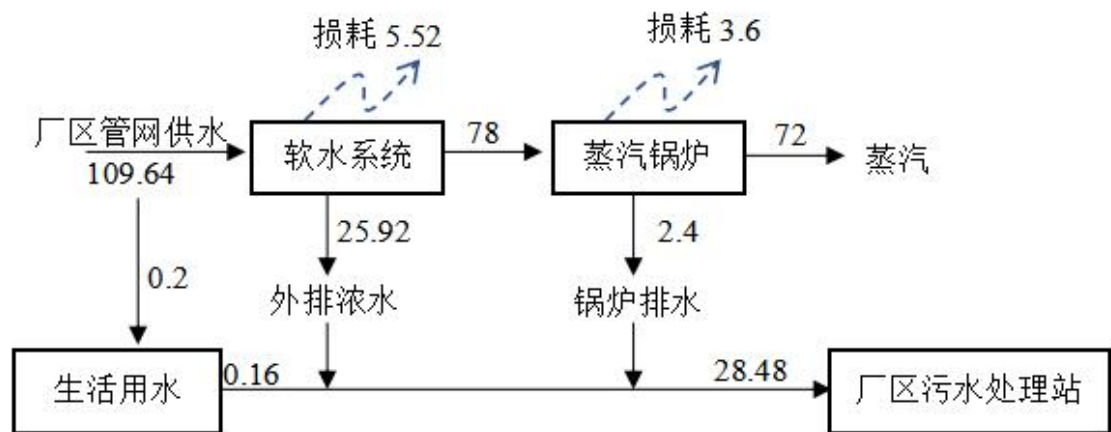 损耗 5.52
损耗 3.6
厂区管网供水
109.64
软水系统
78
蒸汽锅炉
72
蒸汽
25.92
2.4
0.2
外排浓水
锅炉排水
生活用水
0.16
28.48
厂区污水处理站